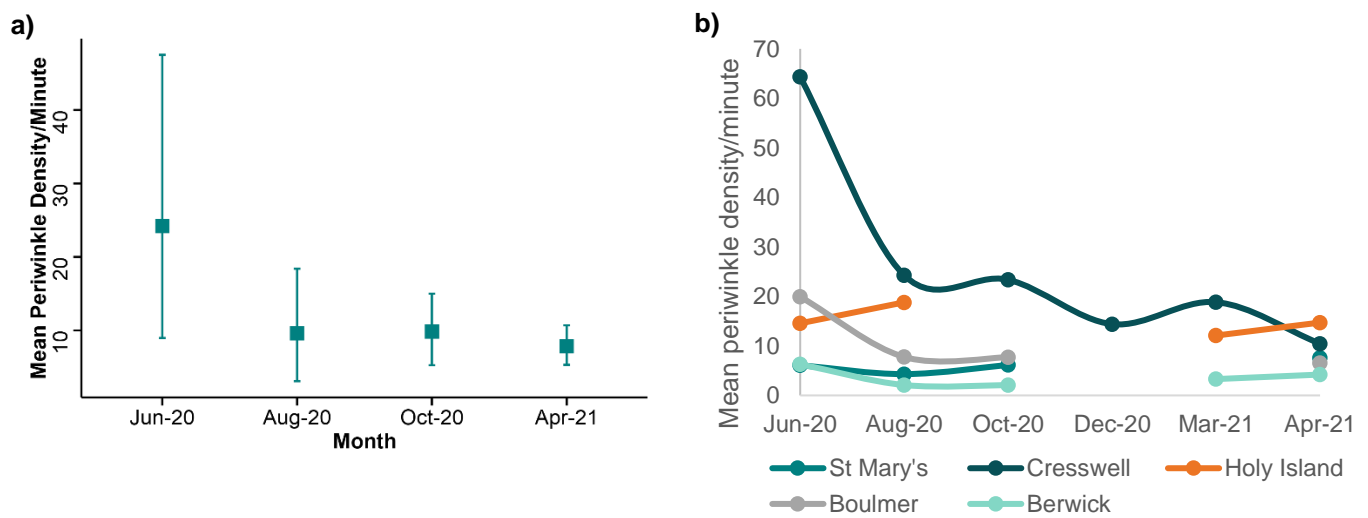 a)
Mean Periwinkle Density/Minute
40
30
20
10
Jun-20 Aug-20 Oct-20 Apr-21
Month
b)
Mean periwinkle density/minute
70
60
50
40
30
20
10
0
Jun-20 Aug-20 Oct-20 Dec-20 Mar-21 Apr-21
St Mary's Cresswell Holy Island
Boulmer Berwick